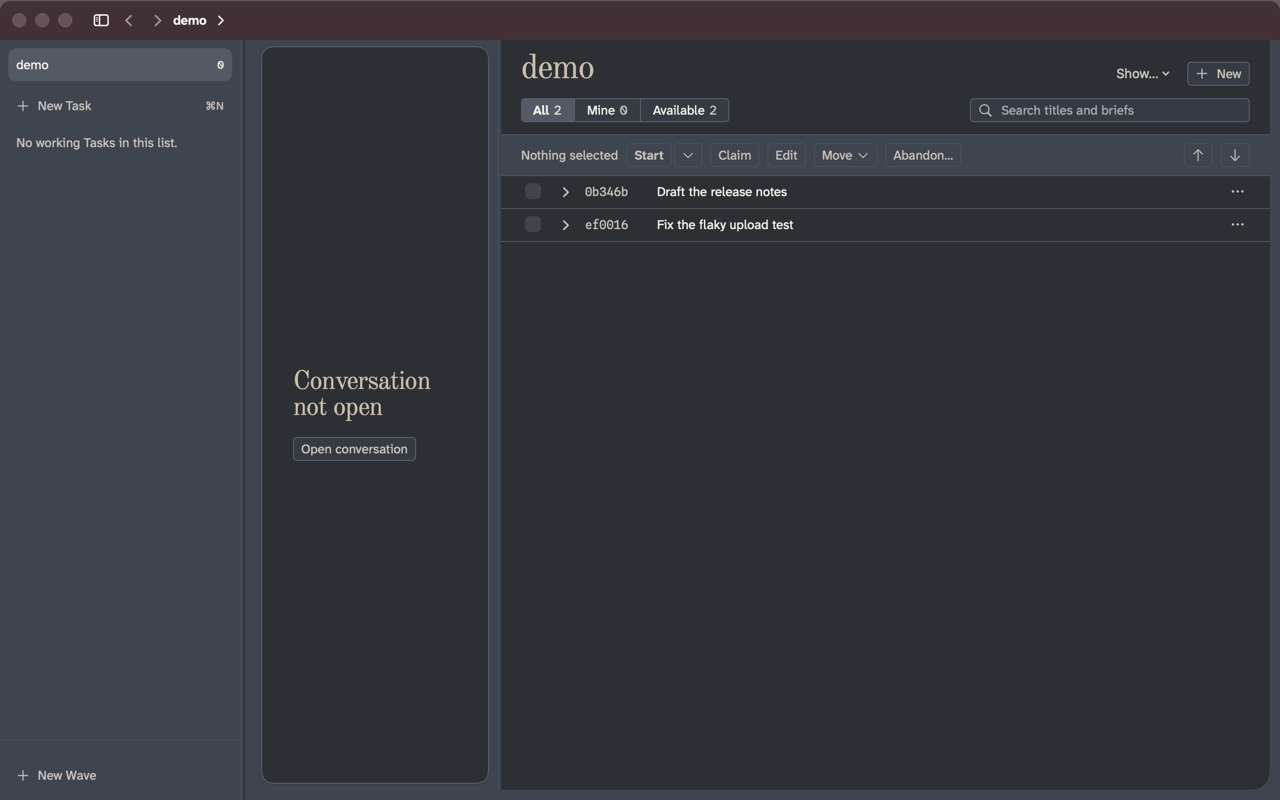 demo
demo 0
New Task ⌘N
No working Tasks in this list.
New Wave
Conversation
not open
Open conversation
demo
Show...
New
All 2 Mine 0 Available 2
Search titles and briefs
Nothing selected Start Claim Edit Move Abandon...
0b346b Draft the release notes
ef0016 Fix the flaky upload test